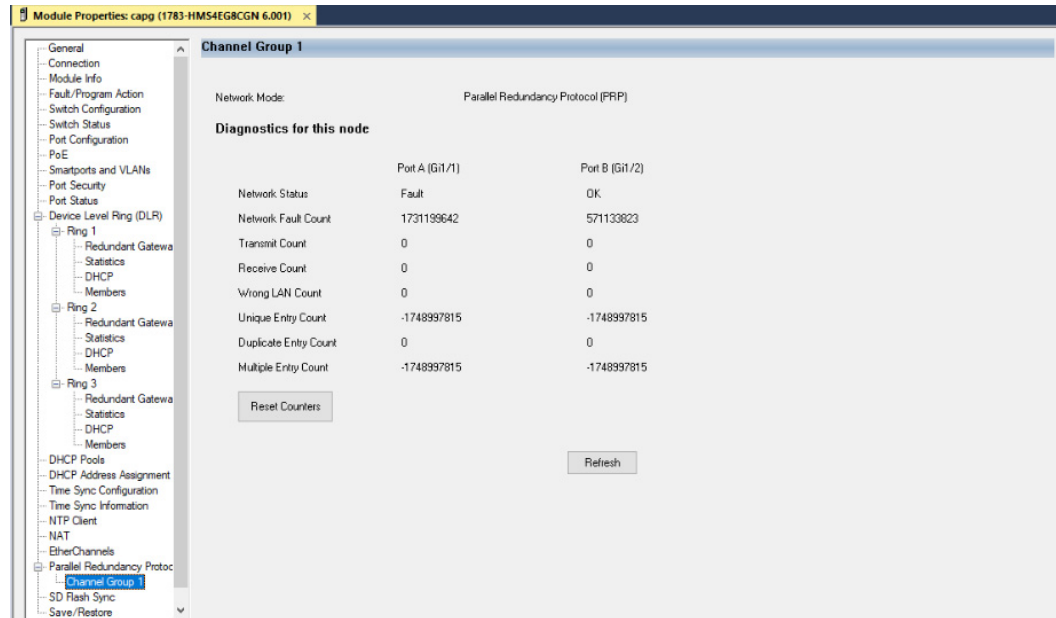 Module Properties: capg (1783-HMS4EG8CGN 6.001) ×
General
Connection
Module Info
Fault/Program Action
Switch Configuration
Switch Status
Port Configuration
PoE
Smartports and VLANs
Port Security
Port Status
Device Level Ring (DLR)
Ring 1
Redundant Gatewa
Statistics
DHCP
Members
Ring 2
Redundant Gatewa
Statistics
DHCP
Members
Ring 3
Redundant Gatewa
Statistics
DHCP
Members
DHCP Pools
DHCP Address Assignment
Time Sync Configuration
Time Sync Information
NTP Client
NAT
EtherChannels
Parallel Redundancy Protoc
Channel Group 1
SD Flash Sync
Save/Restore
Channel Group 1
Network Mode: Parallel Redundancy Protocol (PRP)
Diagnostics for this node
Port A (Gi1/1) Port B (Gi1/2)
Network Status Fault OK
Network Fault Count 1731199642 571133823
Transmit Count 0 0
Receive Count 0 0
Wrong LAN Count 0 0
Unique Entry Count -1748997815 -1748997815
Duplicate Entry Count 0 0
Multiple Entry Count -1748997815 -1748997815
Reset Counters
Refresh